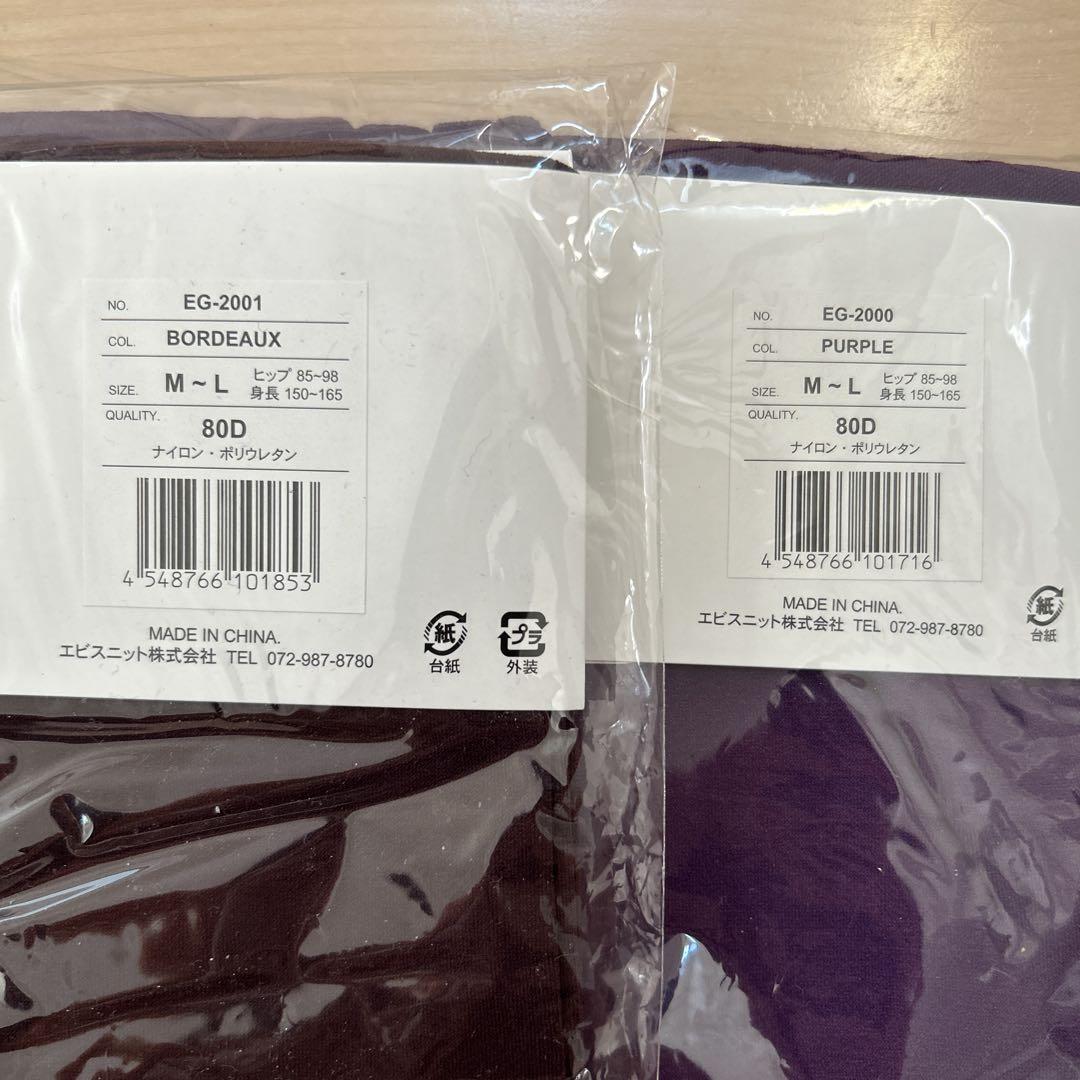 NO. EG-2001
COL. BORDEAUX
SIZE. M～L ヒップ 85~98
身長 150~165
QUALITY.
80D
ナイロン・ポリウレタン
4 548766 101853
MADE IN CHINA.
エビスニット株式会社 TEL 072-987-8780
紙
台紙
プラ
外装
NO. EG-2000
COL. PURPLE
SIZE. M～L ヒップ 85~98
身長 150~165
QUALITY.
80D
ナイロン・ポリウレタン
4 548766 101716
MADE IN CHINA.
エビスニット株式会社 TEL 072-987-8780
紙
台紙